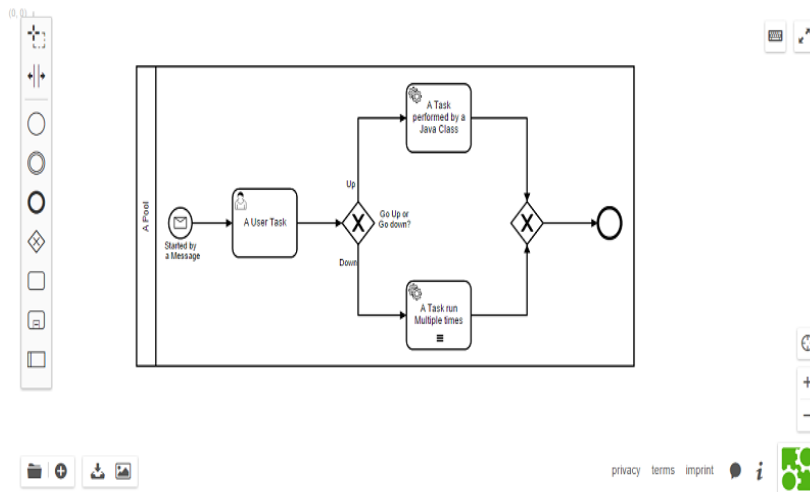 (0, 0)
A Pool
Started by
a Message
A User Task
Up
Go Up or
Go down?
Down
A Task
performed by a
Java Class
A Task run
Multiple times
privacy terms imprint